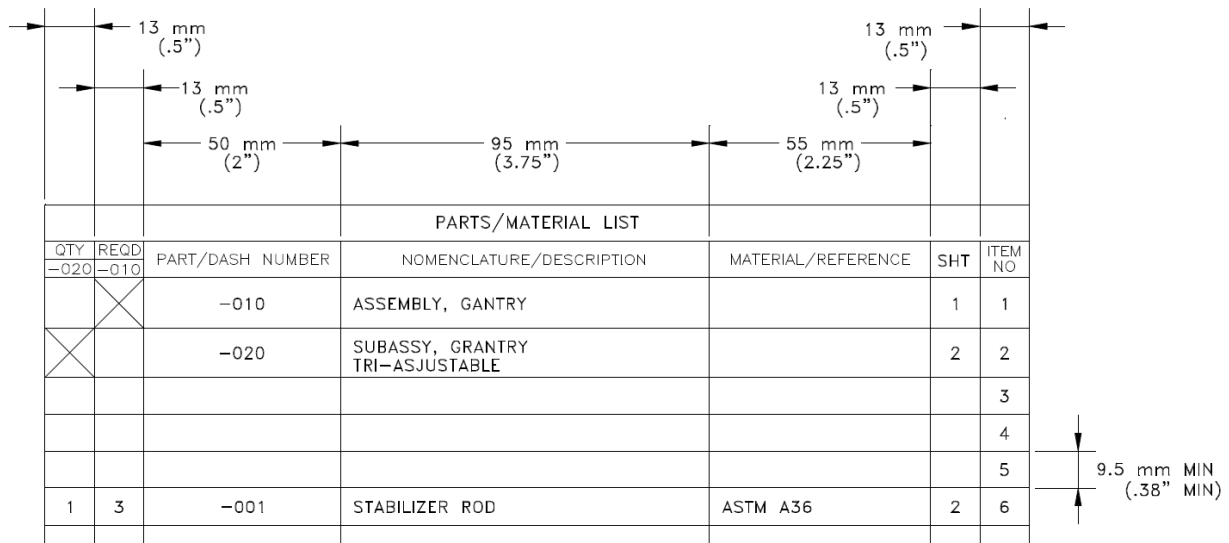 13 mm
(.5")
13 mm
(.5")
13 mm
(.5")
13 mm
(.5")
50 mm
(2")
95 mm
(3.75")
55 mm
(2.25")
PARTS/MATERIAL LIST
QTY REQD PART/DASH NUMBER NOMENCLATURE/DESCRIPTION MATERIAL/REFERENCE SHT ITEM
NO
-020 -010
-010 ASSEMBLY, GANTRY 1 1
-020 SUBASSY, GRANTRY 2 2
TRI-ASJUSTABLE
3
4
5
9.5 mm MIN
(.38" MIN)
1 3 -001 STABILIZER ROD ASTM A36 2 6